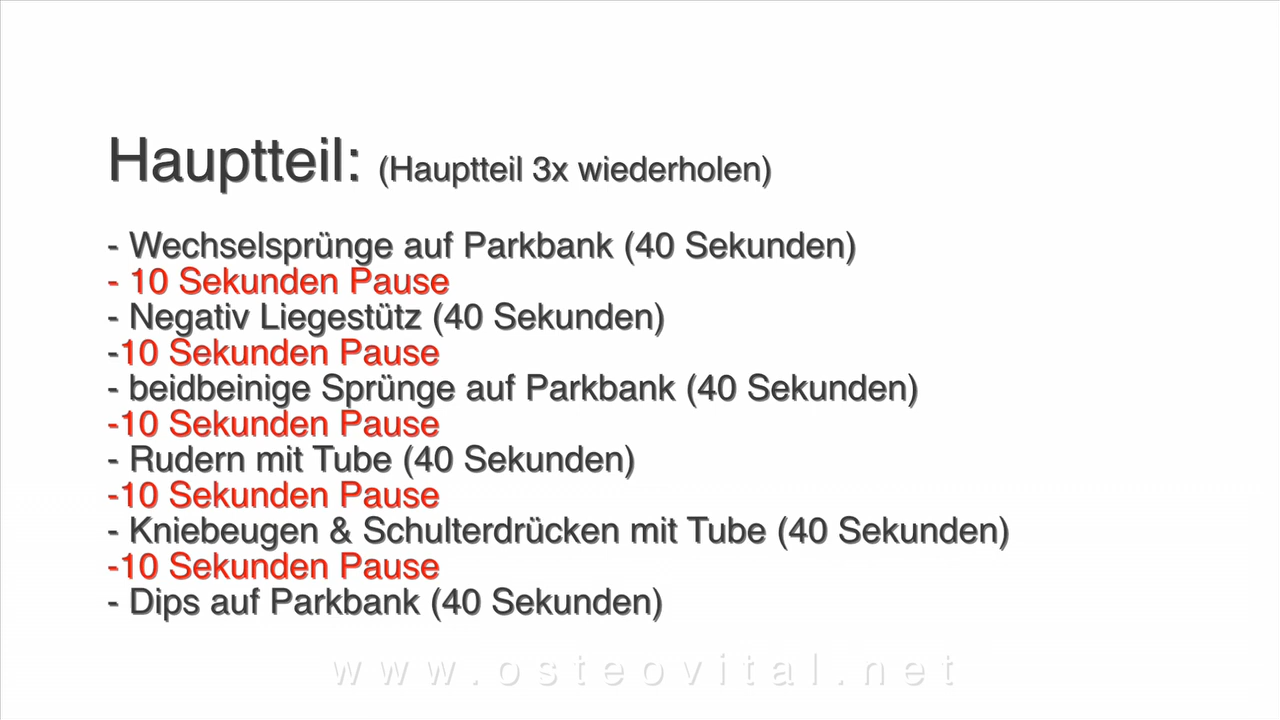 Hauptteil: (Hauptteil 3x wiederholen)
- Wechselsprünge auf Parkbank (40 Sekunden)
- 10 Sekunden Pause
- Negativ Liegestütz (40 Sekunden)
-10 Sekunden Pause
- beidbeinige Sprünge auf Parkbank (40 Sekunden)
-10 Sekunden Pause
- Rudern mit Tube (40 Sekunden)
-10 Sekunden Pause
- Kniebeugen & Schulterdrücken mit Tube (40 Sekunden)
-10 Sekunden Pause
- Dips auf Parkbank (40 Sekunden)
www.osteovital.net